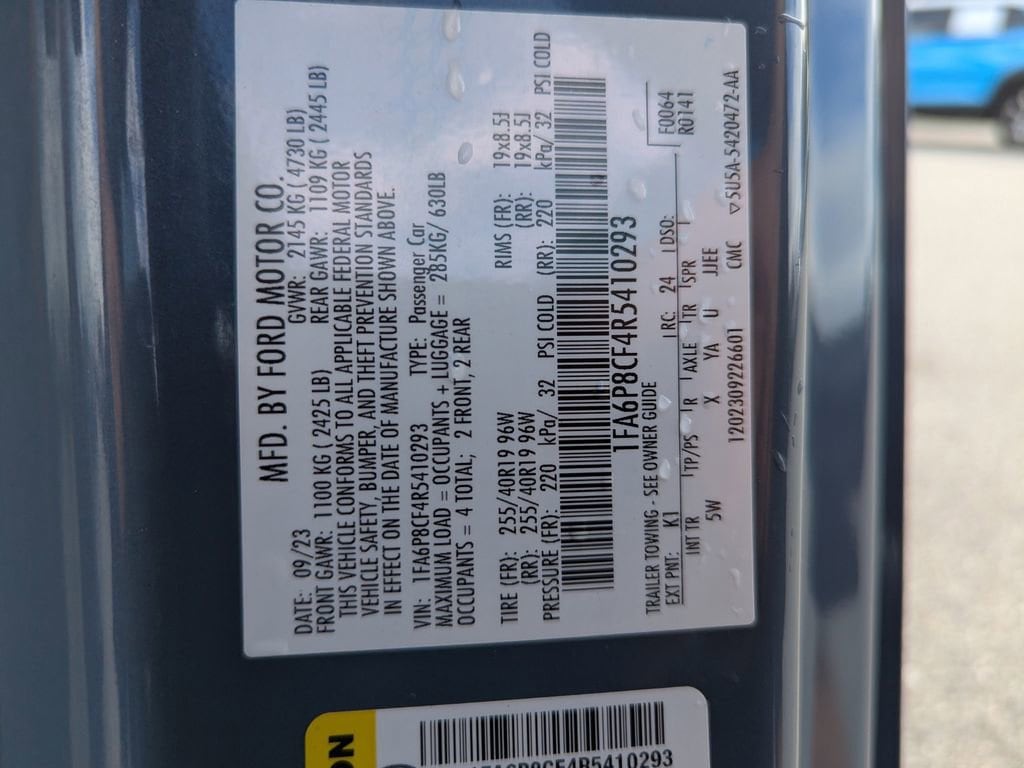 MFD. BY FORD MOTOR CO.
DATE: 09/23 GVWR: 2145 KG ( 4730 LB)
FRONT GAWR: 1100 KG ( 2425 LB) REAR GAWR: 1109 KG ( 2445 LB)
THIS VEHICLE CONFORMS TO ALL APPLICABLE FEDERAL MOTOR
VEHICLE SAFETY, BUMPER, AND THEFT PREVENTION STANDARDS
IN EFFECT ON THE DATE OF MANUFACTURE SHOWN ABOVE.
VIN: 1FA6P8CF4R5410293 TYPE: Passenger Car
MAXIMUM LOAD = OCCUPANTS + LUGGAGE = 285KG/ 630LB
OCCUPANTS = 4 TOTAL; 2 FRONT, 2 REAR
TIRE (FR): 255/40R19 96W RIMS (FR): 19x8.5J
(RR): 255/40R19 96W (RR): 19x8.5J
PRESSURE (FR): 220 kPa/ 32 PSI COLD (RR): 220 kPa/ 32 PSI COLD
1FA6P8CF4R5410293
TRAILER TOWING - SEE OWNER GUIDE F0064
EXT PNT: K1 RC: 24 DSO: R0141
INT TR TP/PS R AXLE TR SPR
5W X YA U JJEE
1202309226601 CMC ▽5U5A-5420472-AA
ON
1FA6P8CF4R5410293